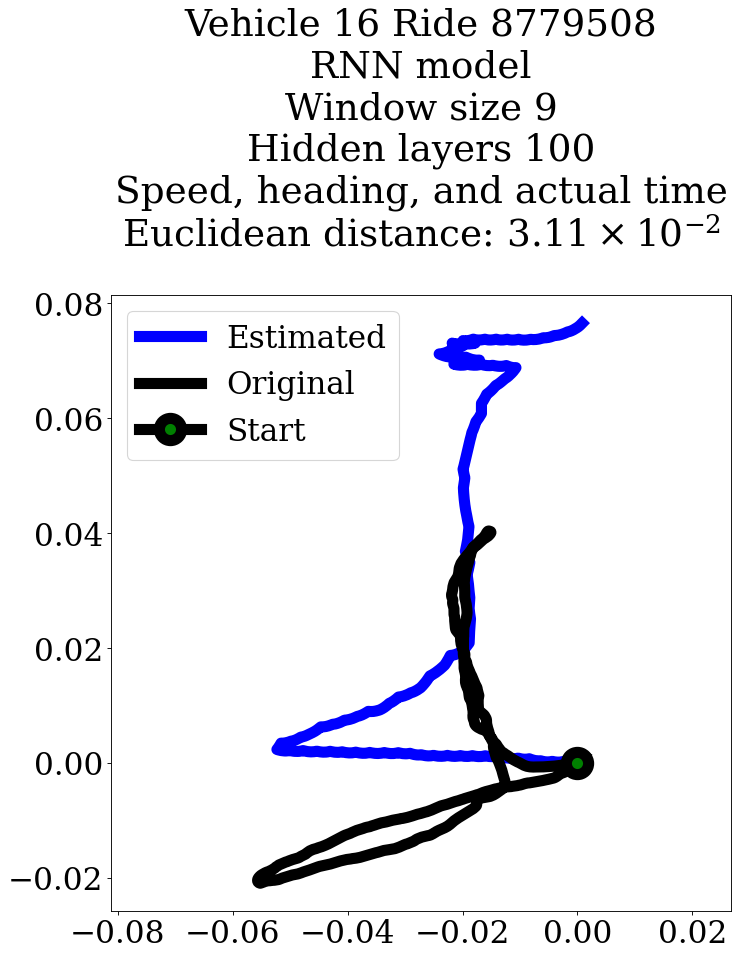 Vehicle 16 Ride 8779508
RNN model
Window size 9
Hidden layers 100
Speed, heading, and actual time
Euclidean distance: 3.11 × 10⁻²
Estimated
Original
Start
0.08
0.06
0.04
0.02
0.00
−0.02
−0.08 −0.06 −0.04 −0.02 0.00 0.02